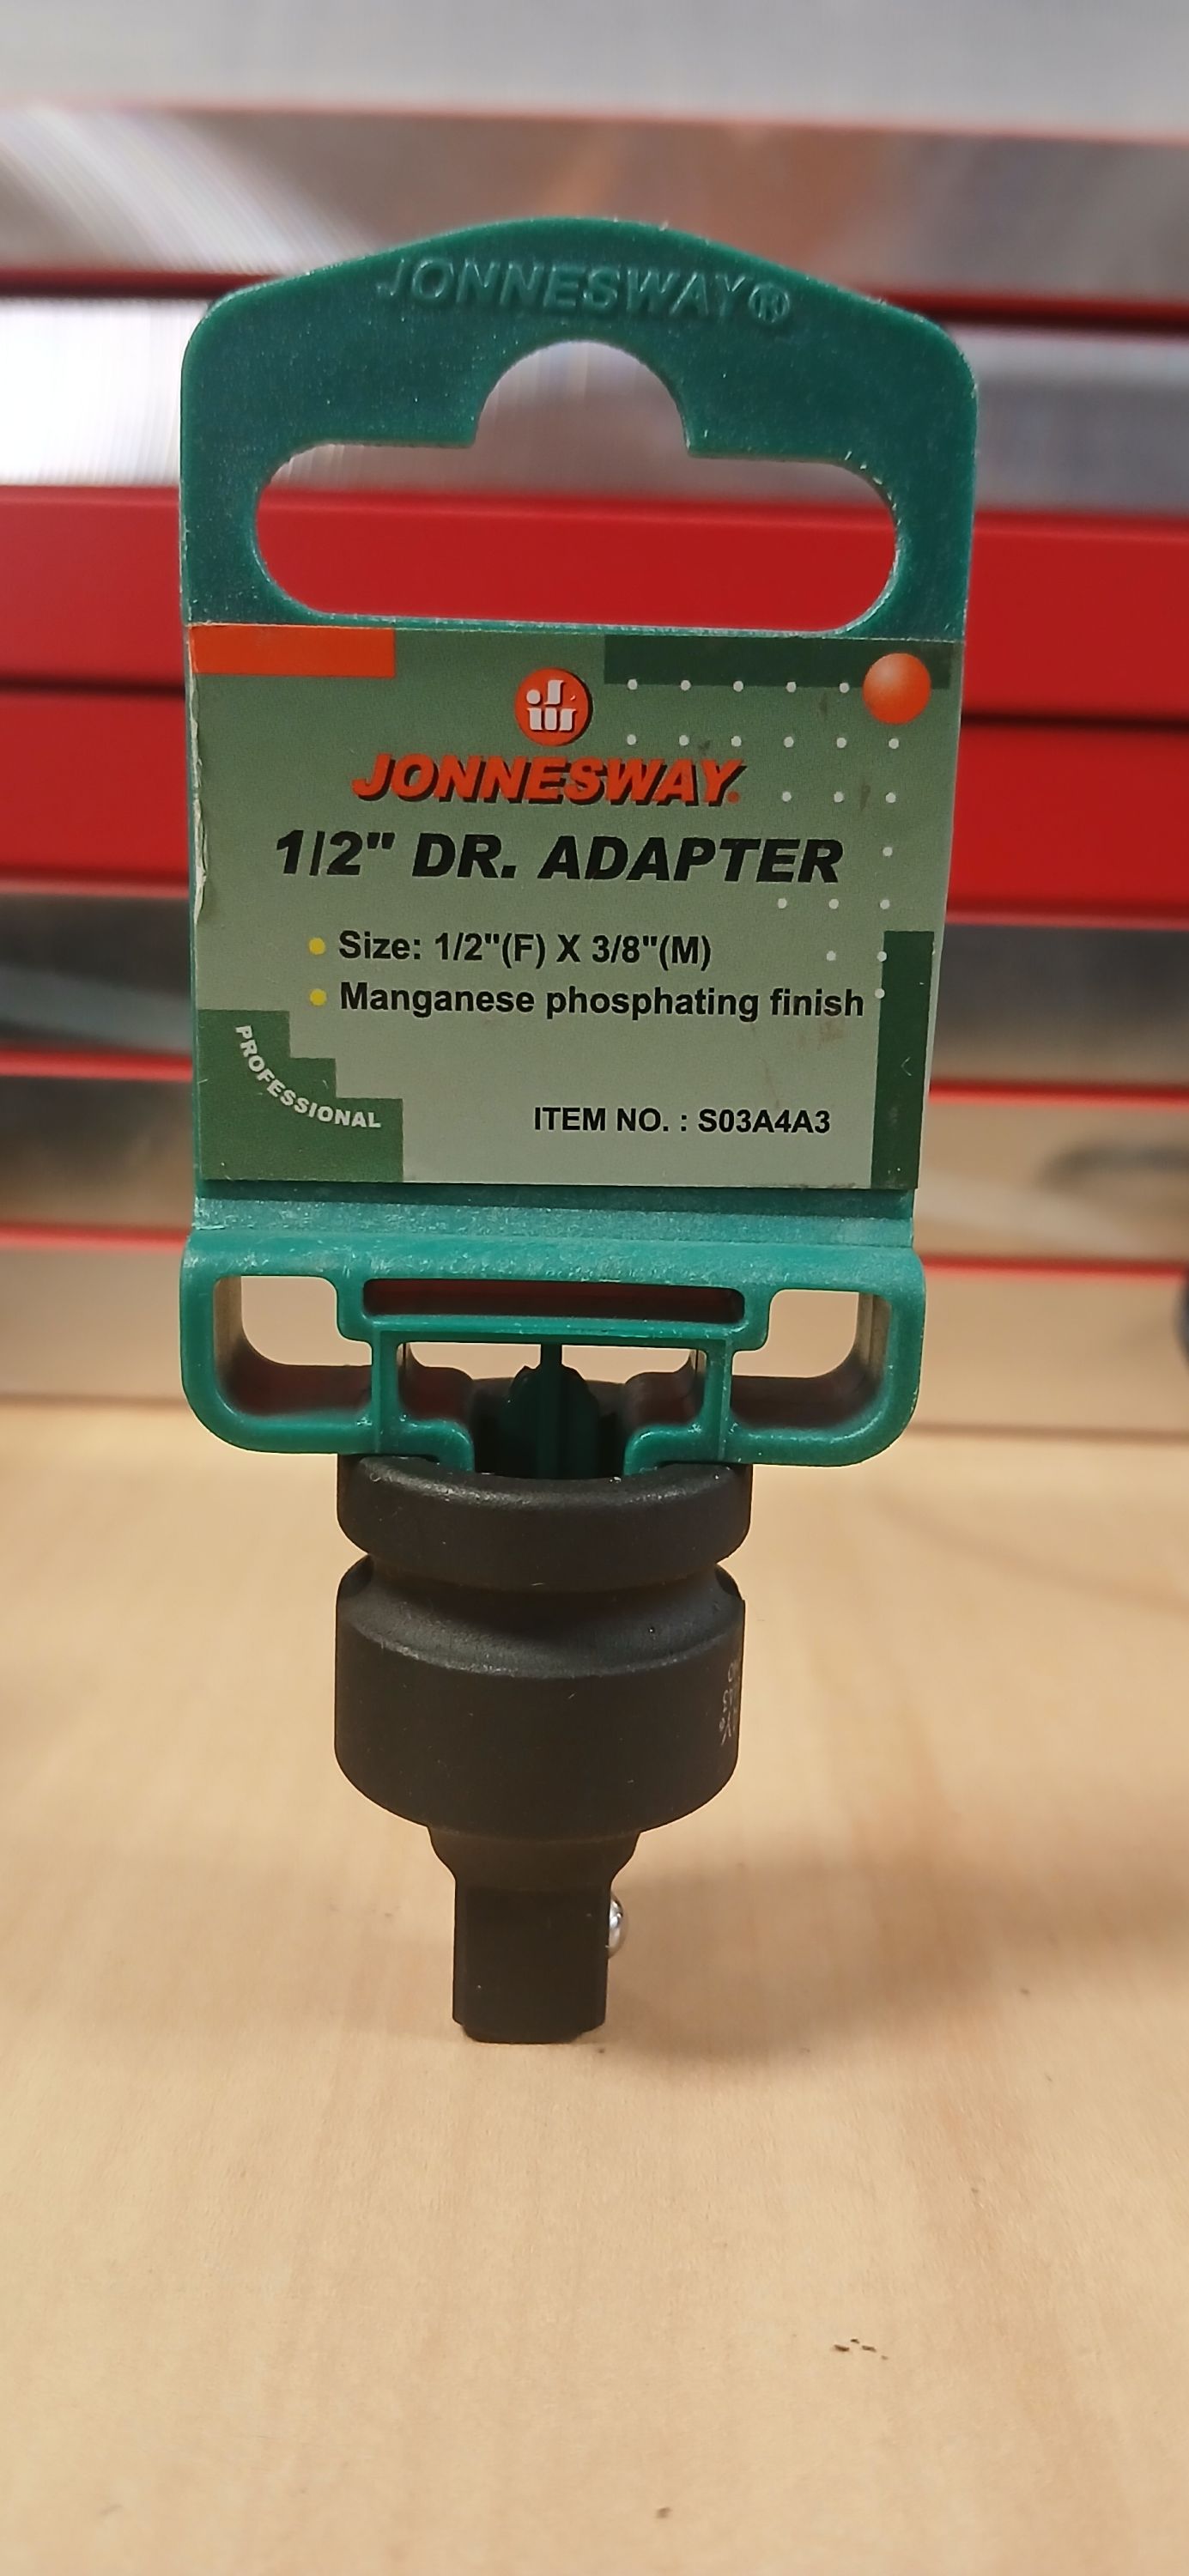 JONNESWAY®
JONNESWAY®
1/2" DR. ADAPTER
Size: 1/2"(F) X 3/8"(M)
Manganese phosphating finish
PROFESSIONAL
ITEM NO. : S03A4A3